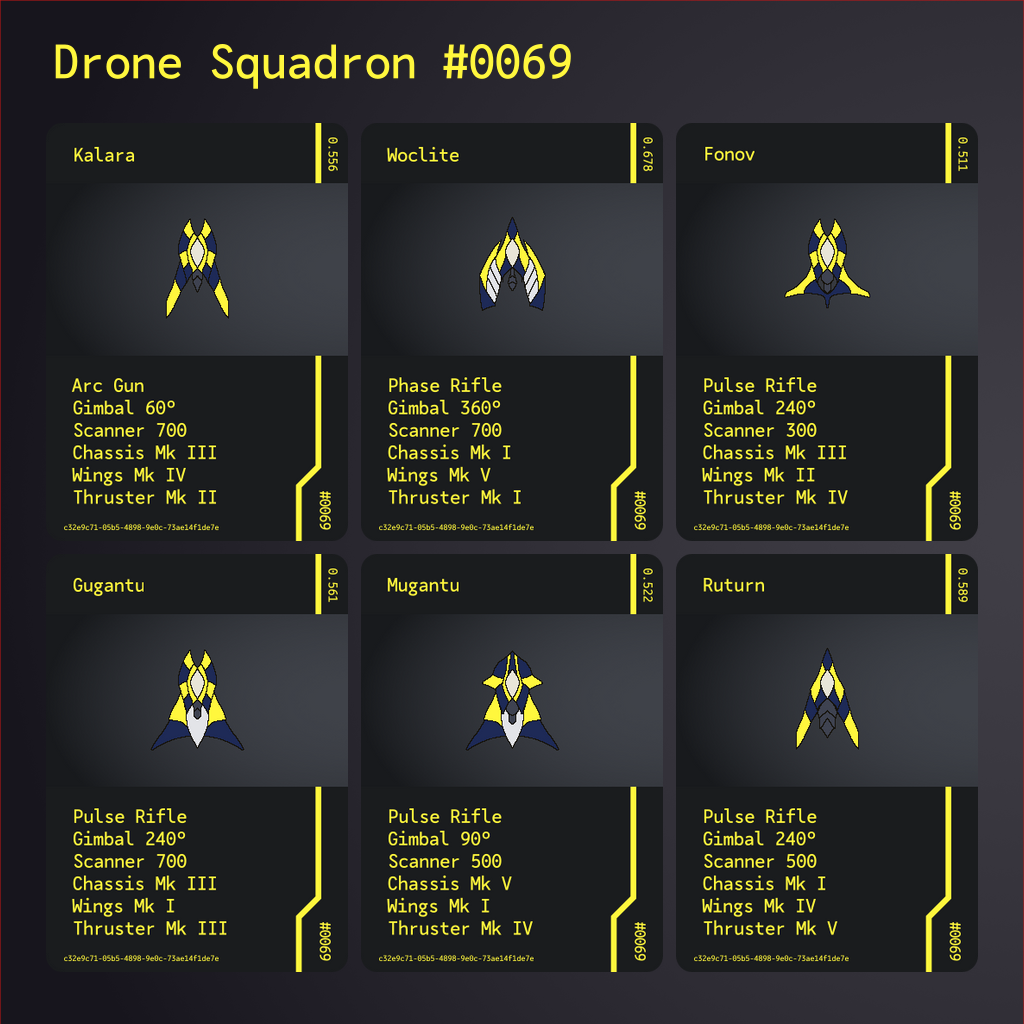 Drone Squadron #0069
Kalara
0.556
Arc Gun
Gimbal 60º
Scanner 700
Chassis Mk III
Wings Mk IV
Thruster Mk II
#0069
c32e9c71-05b5-4898-9e0c-73ae14f1de7e
Woclite
0.678
Phase Rifle
Gimbal 360º
Scanner 700
Chassis Mk I
Wings Mk V
Thruster Mk I
#0069
c32e9c71-05b5-4898-9e0c-73ae14f1de7e
Fonov
0.511
Pulse Rifle
Gimbal 240º
Scanner 300
Chassis Mk III
Wings Mk II
Thruster Mk IV
#0069
c32e9c71-05b5-4898-9e0c-73ae14f1de7e
Gugantu
0.561
Pulse Rifle
Gimbal 240º
Scanner 700
Chassis Mk III
Wings Mk I
Thruster Mk III
#0069
c32e9c71-05b5-4898-9e0c-73ae14f1de7e
Mugantu
0.522
Pulse Rifle
Gimbal 90º
Scanner 500
Chassis Mk V
Wings Mk I
Thruster Mk IV
#0069
c32e9c71-05b5-4898-9e0c-73ae14f1de7e
Ruturn
0.589
Pulse Rifle
Gimbal 240º
Scanner 500
Chassis Mk I
Wings Mk IV
Thruster Mk V
#0069
c32e9c71-05b5-4898-9e0c-73ae14f1de7e